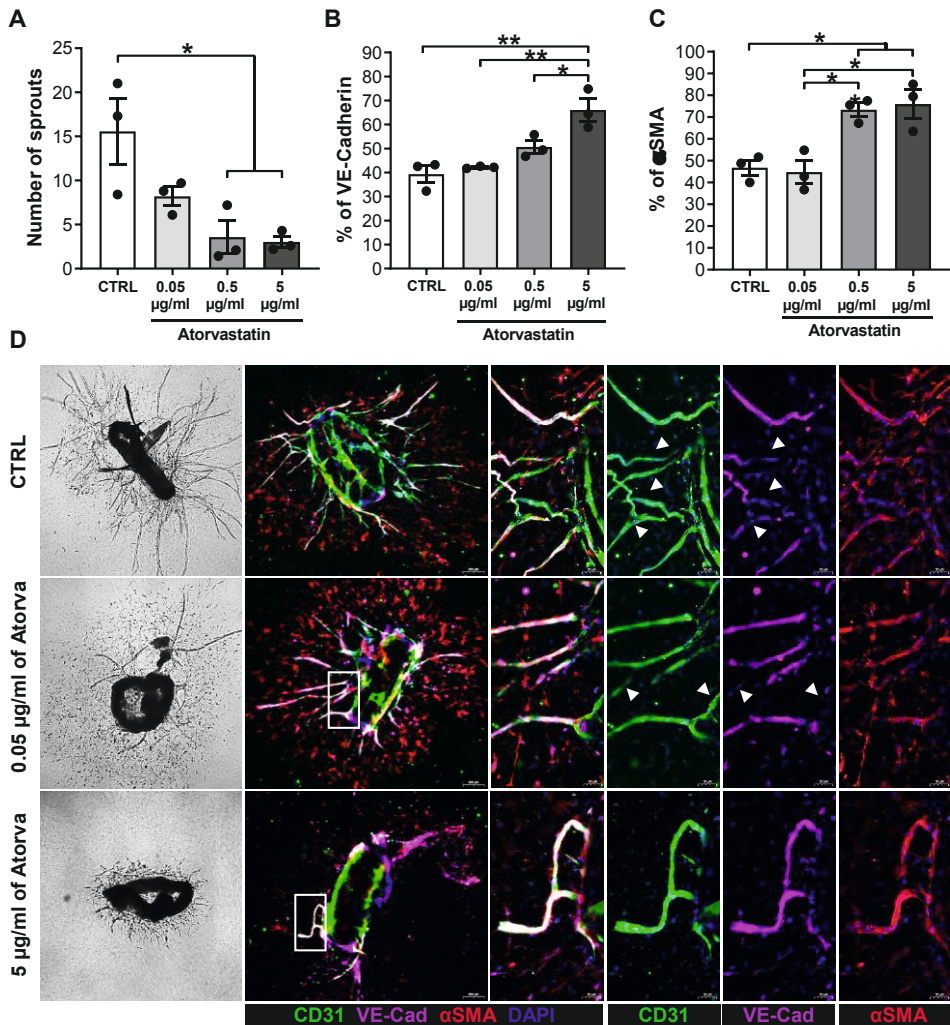 A
Number of sprouts
25
20
15
10
5
0
*
CTRL
0.05 µg/ml
0.5 µg/ml
5 µg/ml
Atorvastatin
B
% of VE-Cadherin
90
80
70
60
50
40
30
20
10
0
**
**
*
CTRL
0.05 µg/ml
0.5 µg/ml
5 µg/ml
Atorvastatin
C
% of αSMA
100
90
80
70
60
50
40
30
20
10
0
*
*
*
*
CTRL
0.05 µg/ml
0.5 µg/ml
5 µg/ml
Atorvastatin
D
CTRL
0.05 µg/ml of Atorva
5 µg/ml of Atorva
CD31 VE-Cad αSMA DAPI
CD31
VE-Cad
αSMA